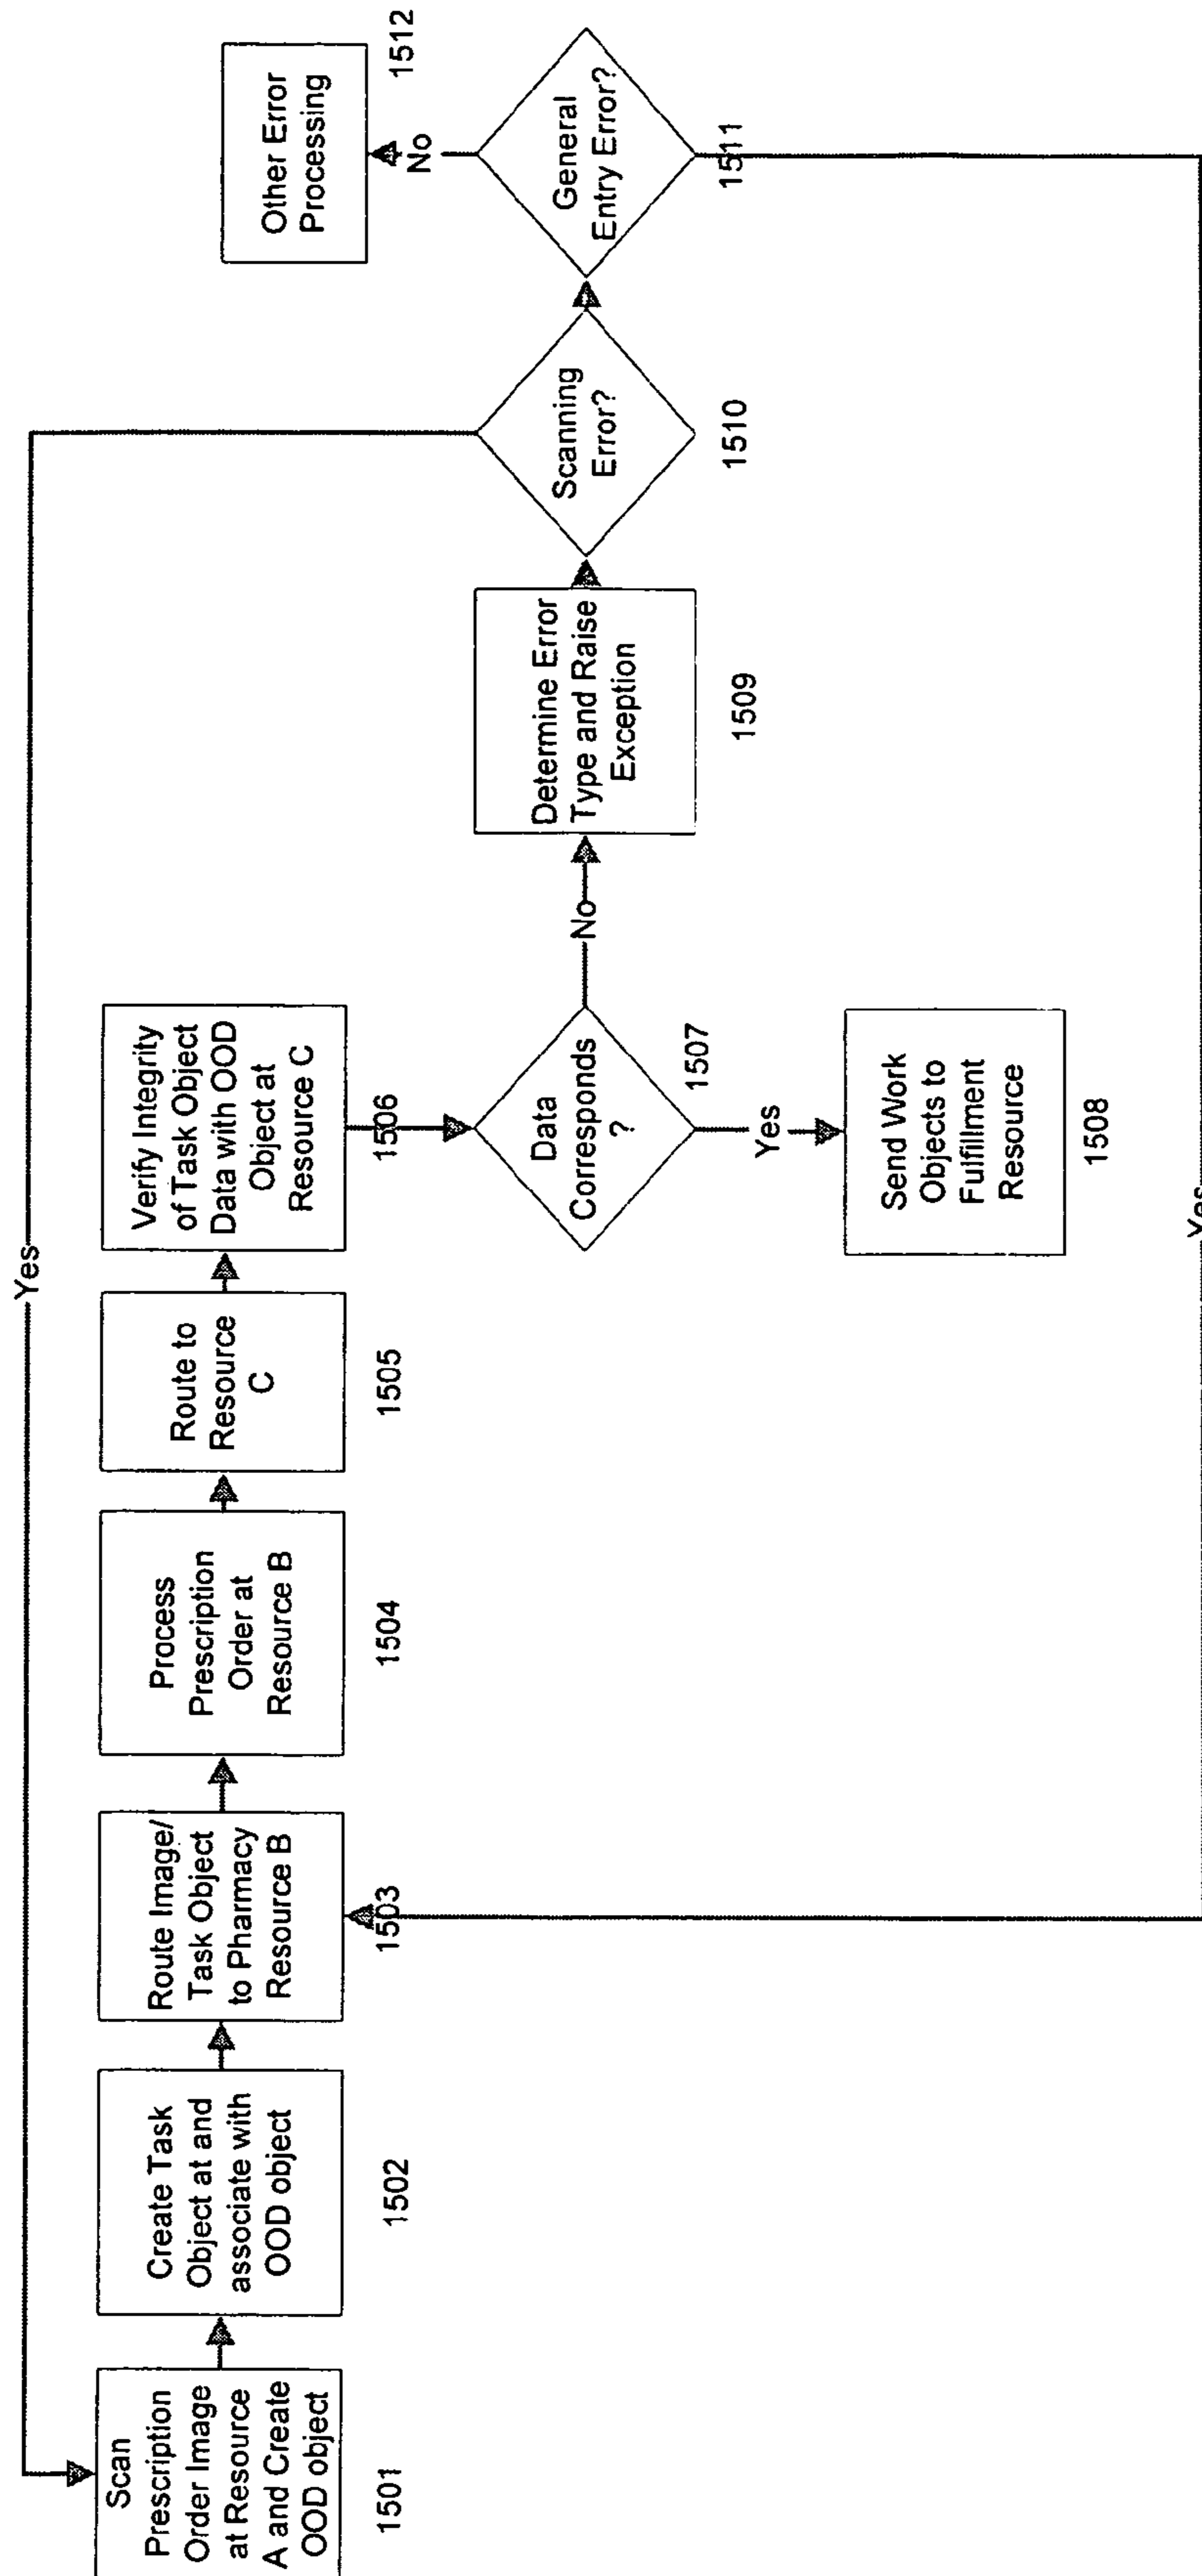 Yes
Scan
Prescription
Order Image
at Resource
A and Create
OOD object
1501
Create Task
Object at and
associate with
OOD object
1502
Route Image/
Task Object
to Pharmacy
Resource B
1503
Process
Prescription
Order at
Resource B
1504
Route to
Resource
C
1505
Verify Integrity
of Task Object
Data with OOD
Object at
Resource C
1506
Data
Corresponds
?
1507
Yes
Send Work
Objects to
Fulfillment
Resource
1508
No
Determine Error
Type and Raise
Exception
1509
Scanning
Error?
1510
General
Entry Error?
1511
No
Other Error
Processing
1512
Yes